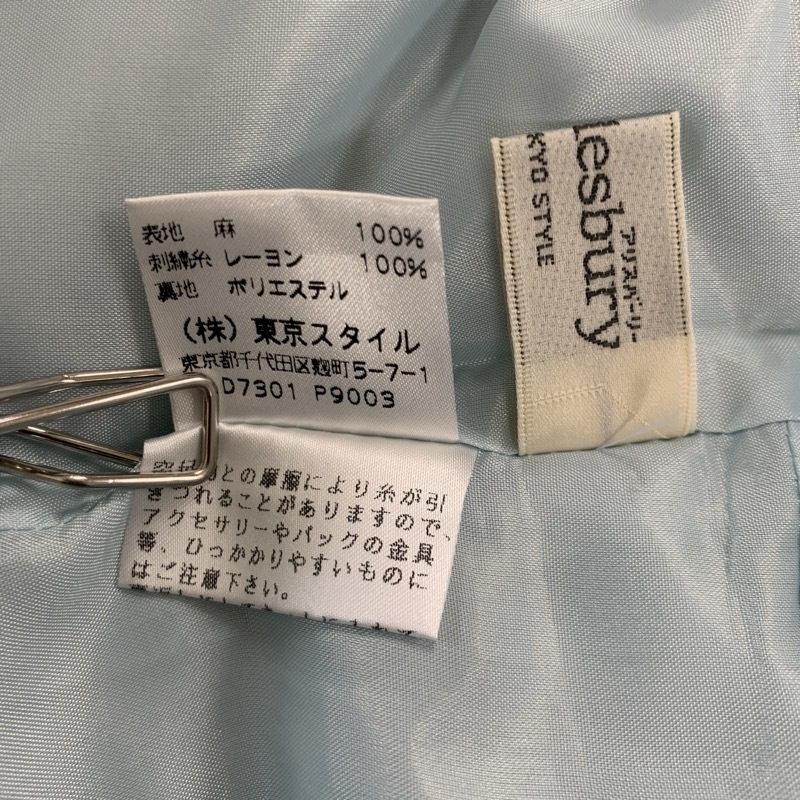 表地 麻 100%
刺繍糸 レーヨン 100%
裏地 ポリエステル
(株)東京スタイル
東京都千代田区麹町5-7-1
D7301 P9003
との摩擦により糸が引
きつれることがありますので、
アクセサリーやバックの金具
等、ひっかかりやすいものに
はご注意下さい。
lesbury
アリスバーリー
KYO STYLE